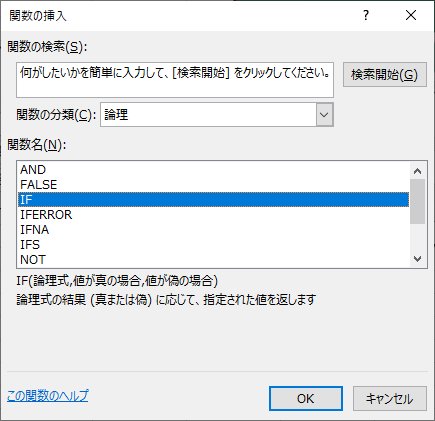 関数の挿入
関数の検索(S):
何がしたいかを簡単に入力して、[検索開始] をクリックしてください。
検索開始(G)
関数の分類(C):
論理
関数名(N):
AND
FALSE
IF
IFERROR
IFNA
IFS
NOT
IF(論理式,値が真の場合,値が偽の場合)
論理式の結果 (真または偽) に応じて、指定された値を返します
この関数のヘルプ
OK
キャンセル